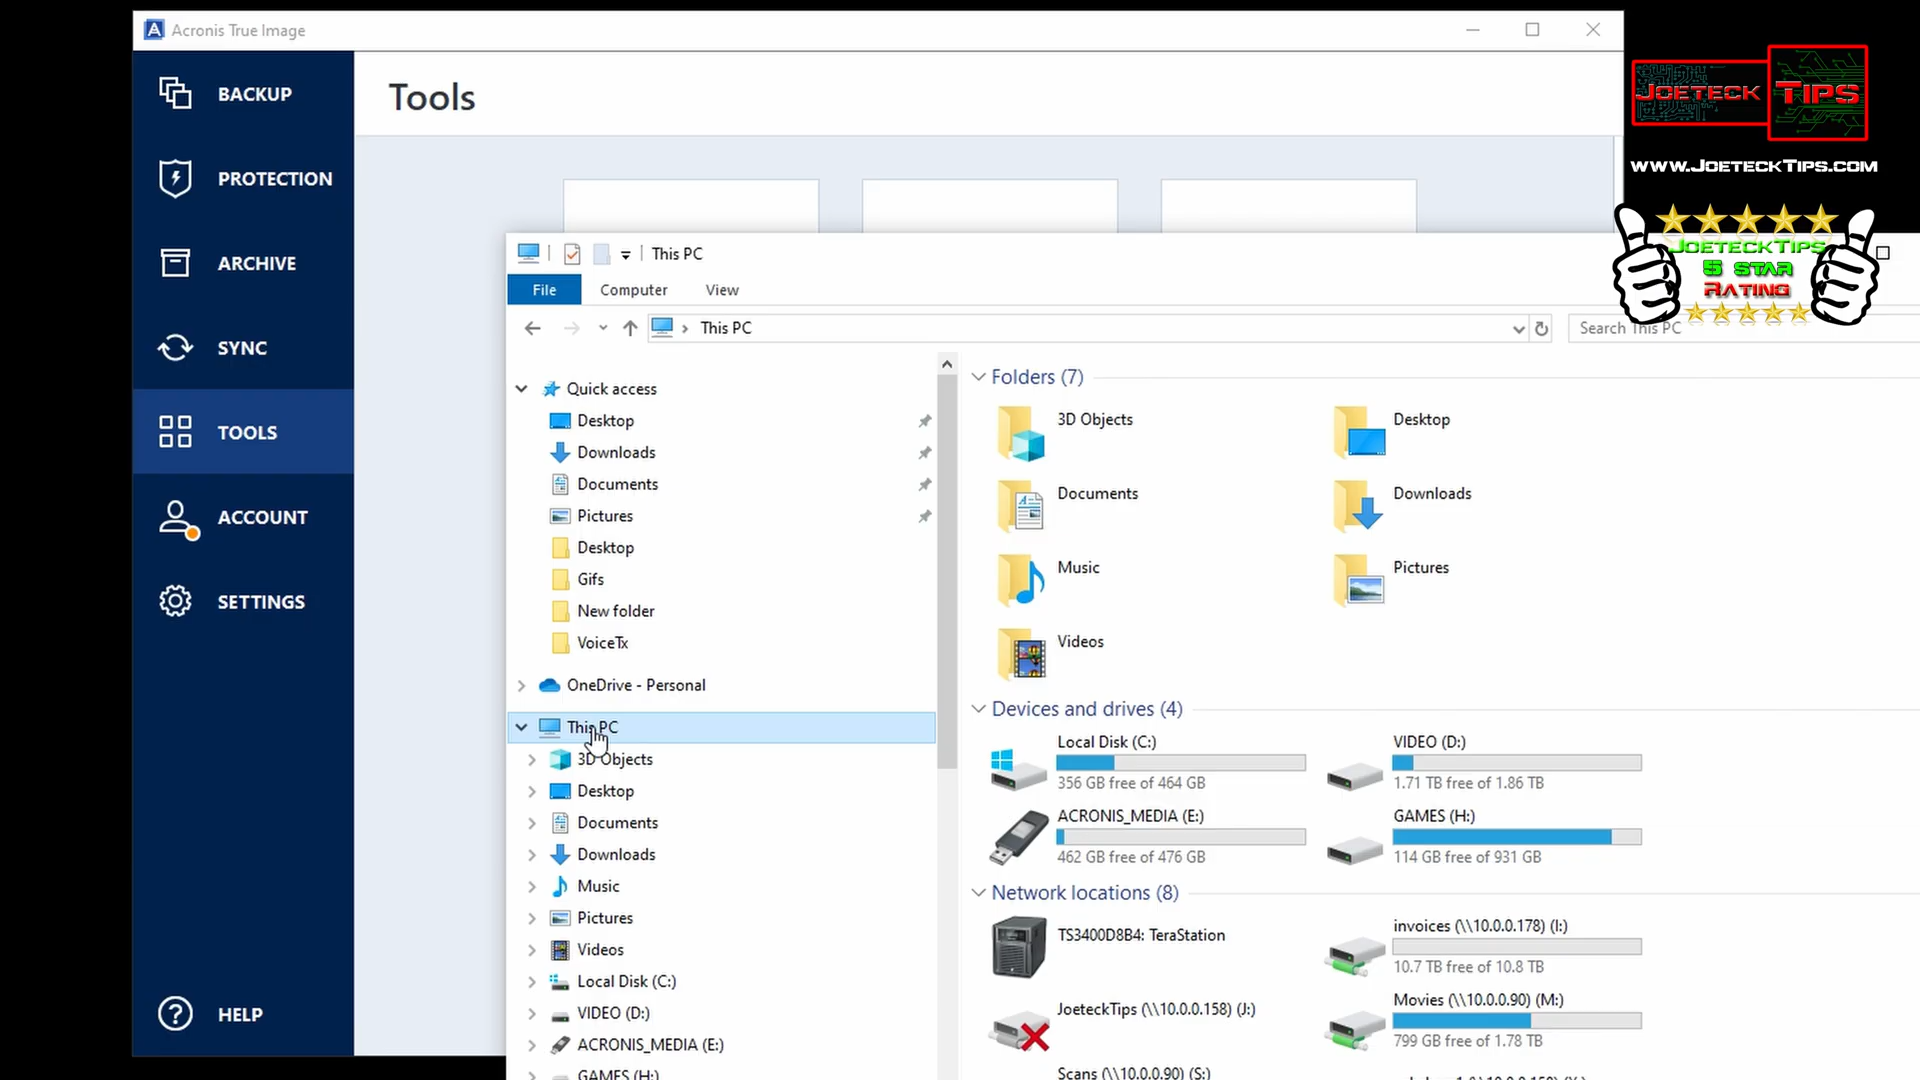 Acronis True Image
BACKUP
PROTECTION
ARCHIVE
SYNC
TOOLS
ACCOUNT
SETTINGS
HELP
Tools
JOETECK TIPS
WWW.JOETECKTIPS.COM
JOETECKTIPS
5 STAR
RATING
This PC
File
Computer
View
This PC
Search This PC
Quick access
Desktop
Downloads
Documents
Pictures
Desktop
Gifs
New folder
VoiceTx
OneDrive - Personal
This PC
3D Objects
Desktop
Documents
Downloads
Music
Pictures
Videos
Local Disk (C:)
VIDEO (D:)
ACRONIS_MEDIA (E:)
GAMES (H:)
Folders (7)
3D Objects
Desktop
Documents
Downloads
Music
Pictures
Videos
Devices and drives (4)
Local Disk (C:)
356 GB free of 464 GB
VIDEO (D:)
1.71 TB free of 1.86 TB
ACRONIS_MEDIA (E:)
462 GB free of 476 GB
GAMES (H:)
114 GB free of 931 GB
Network locations (8)
TS3400D8B4: TeraStation
invoices (\\10.0.0.178) (I:)
10.7 TB free of 10.8 TB
JoeteckTips (\\10.0.0.158) (J:)
Movies (\\10.0.0.90) (M:)
799 GB free of 1.78 TB
Scans (\\10.0.0.90) (S:)